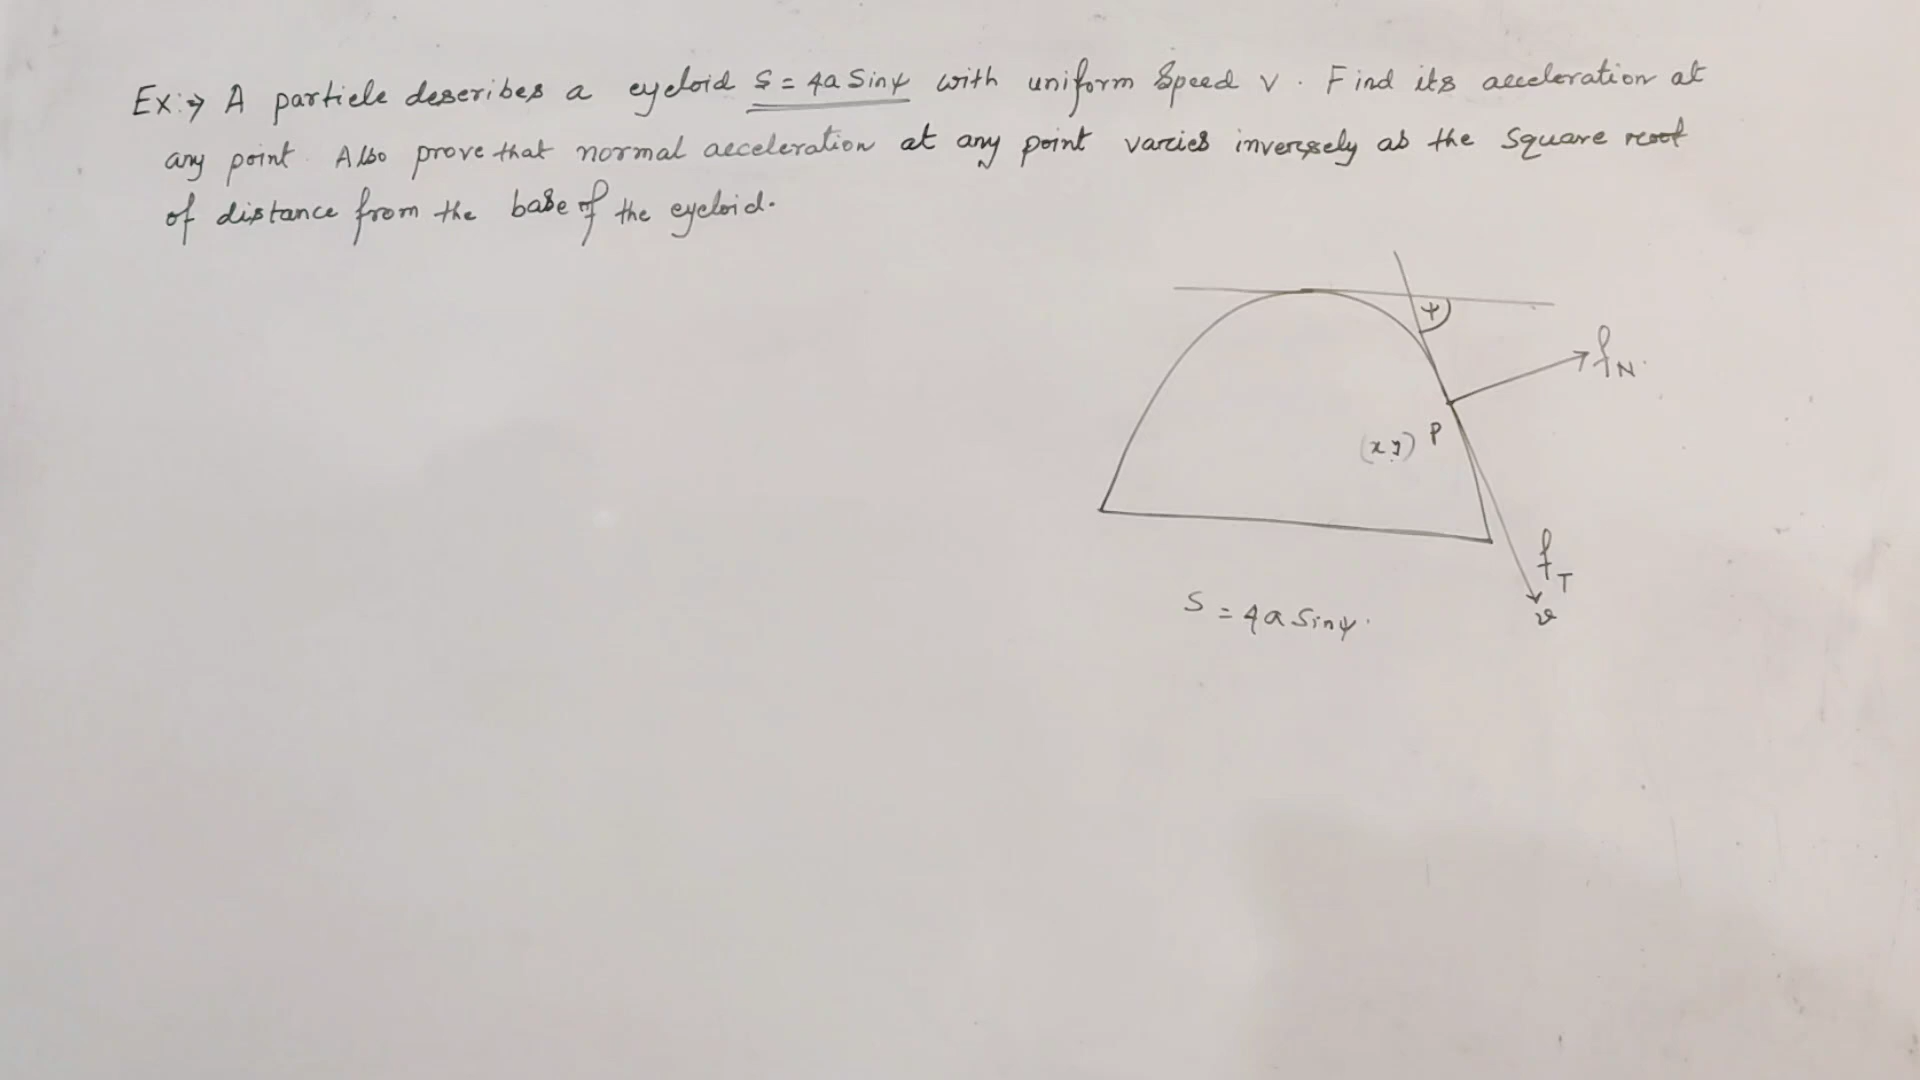 Ex:→ A particle describes a cycloid S = 4a Sinψ with uniform Speed v. Find its acceleration at
any point. Also prove that normal acceleration at any point varies inversely as the Square root
of distance from the base of the cycloid.
ψ
fN
(x y) P
fT
v
S = 4a Sinψ.